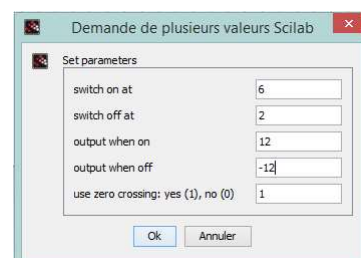 Demande de plusieurs valeurs Scilab
Set parameters
switch on at 6
switch off at 2
output when on 12
output when off -12
use zero crossing: yes (1), no (0) 1
Ok Annuler